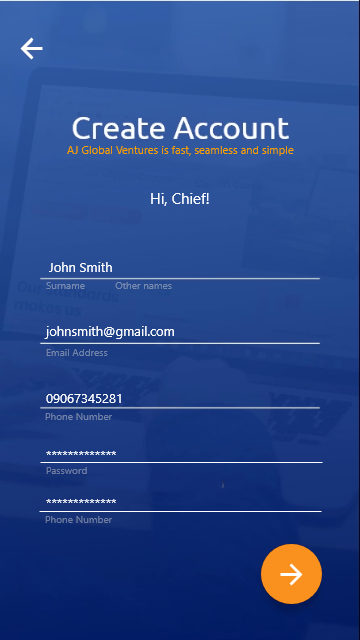 Create Account
AJ Global Ventures is fast, seamless and simple
Hi, Chief!
John Smith
Surname Other names
johnsmith@gmail.com
Email Address
09067345281
Phone Number
*************
Password
*************
Phone Number